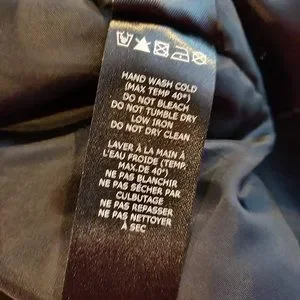 HAND WASH COLD
(MAX TEMP 40°)
DO NOT BLEACH
DO NOT TUMBLE DRY
LOW IRON
DO NOT DRY CLEAN
LAVER À LA MAIN À
L'EAU FROIDE (TEMP.
MAX DE 40°)
NE PAS BLANCHIR
NE PAS SÉCHER PAR
CULBUTAGE
NE PAS REPASSER
NE PAS NETTOYER
À SEC